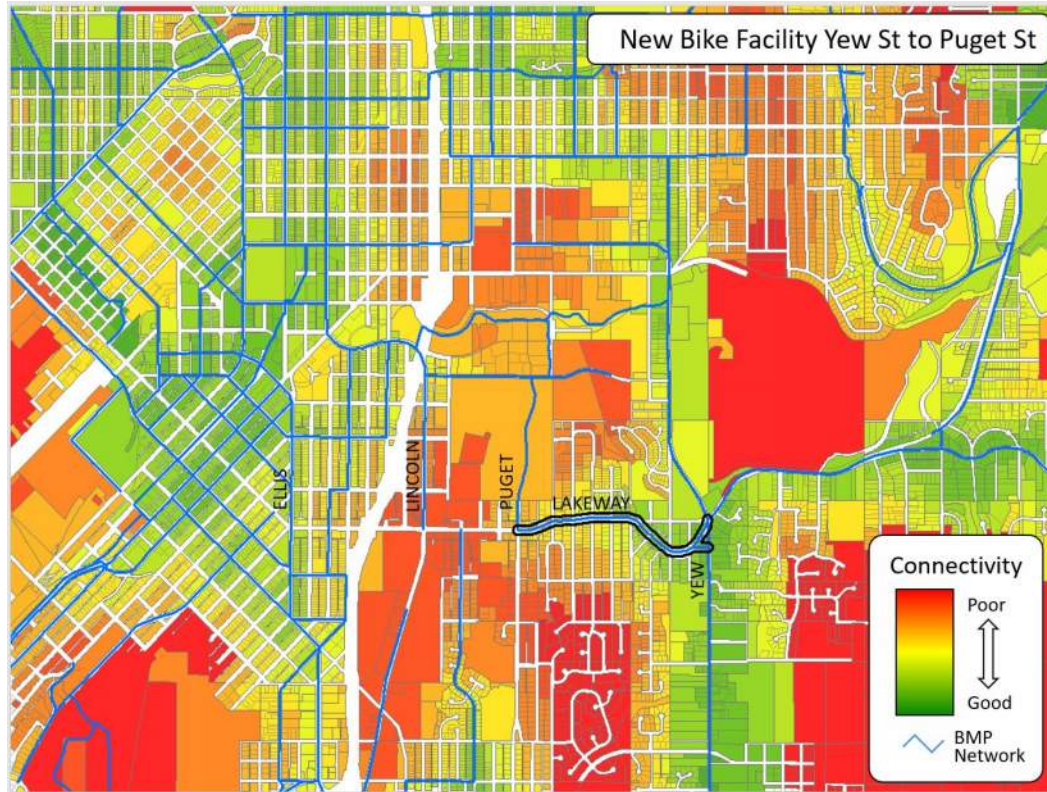 New Bike Facility Yew St to Puget St
ELLIS
LINCOLN
PUGET
LAKEWAY
YEW
Connectivity
Poor
Good
BMP
Network